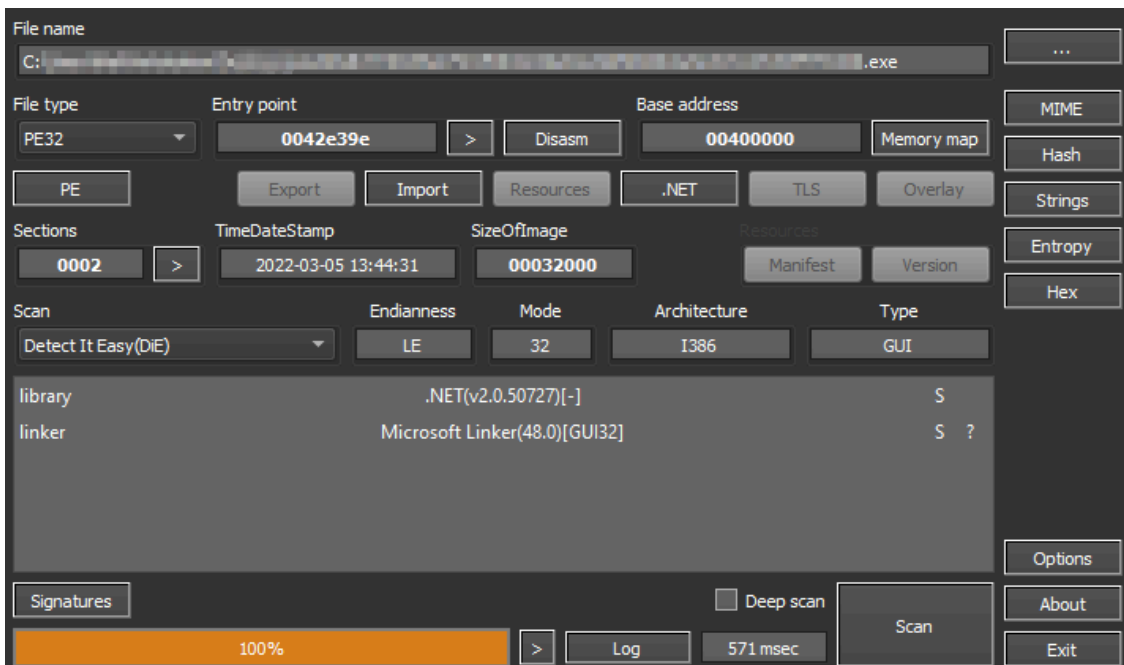 File name
C: .exe ...
File type Entry point Base address
PE32 0042e39e > Disasm 00400000 Memory map MIME
Hash
PE Export Import Resources .NET TLS Overlay Strings
Sections TimeDateStamp SizeOfImage Resources
0002 > 2022-03-05 13:44:31 00032000 Manifest Version Entropy
Hex
Scan Endianness Mode Architecture Type
Detect It Easy(DiE) LE 32 I386 GUI
library .NET(v2.0.50727)[-] S
linker Microsoft Linker(48.0)[GUI32] S ?
Options
Signatures Deep scan Scan About
100% > Log 571 msec Exit